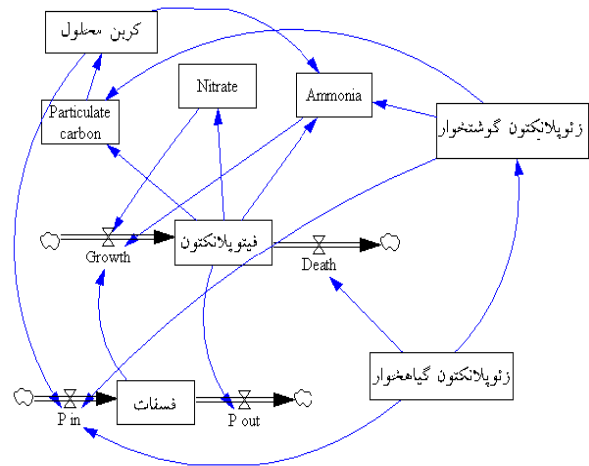 کربن محلول
Nitrate
Ammonia
Particulate
carbon
زئوپلانکتون گوشتخوار
فیتوپلانکتون
Growth
Death
زئوپلانکتون گیاهخوار
فسفات
P in
P out